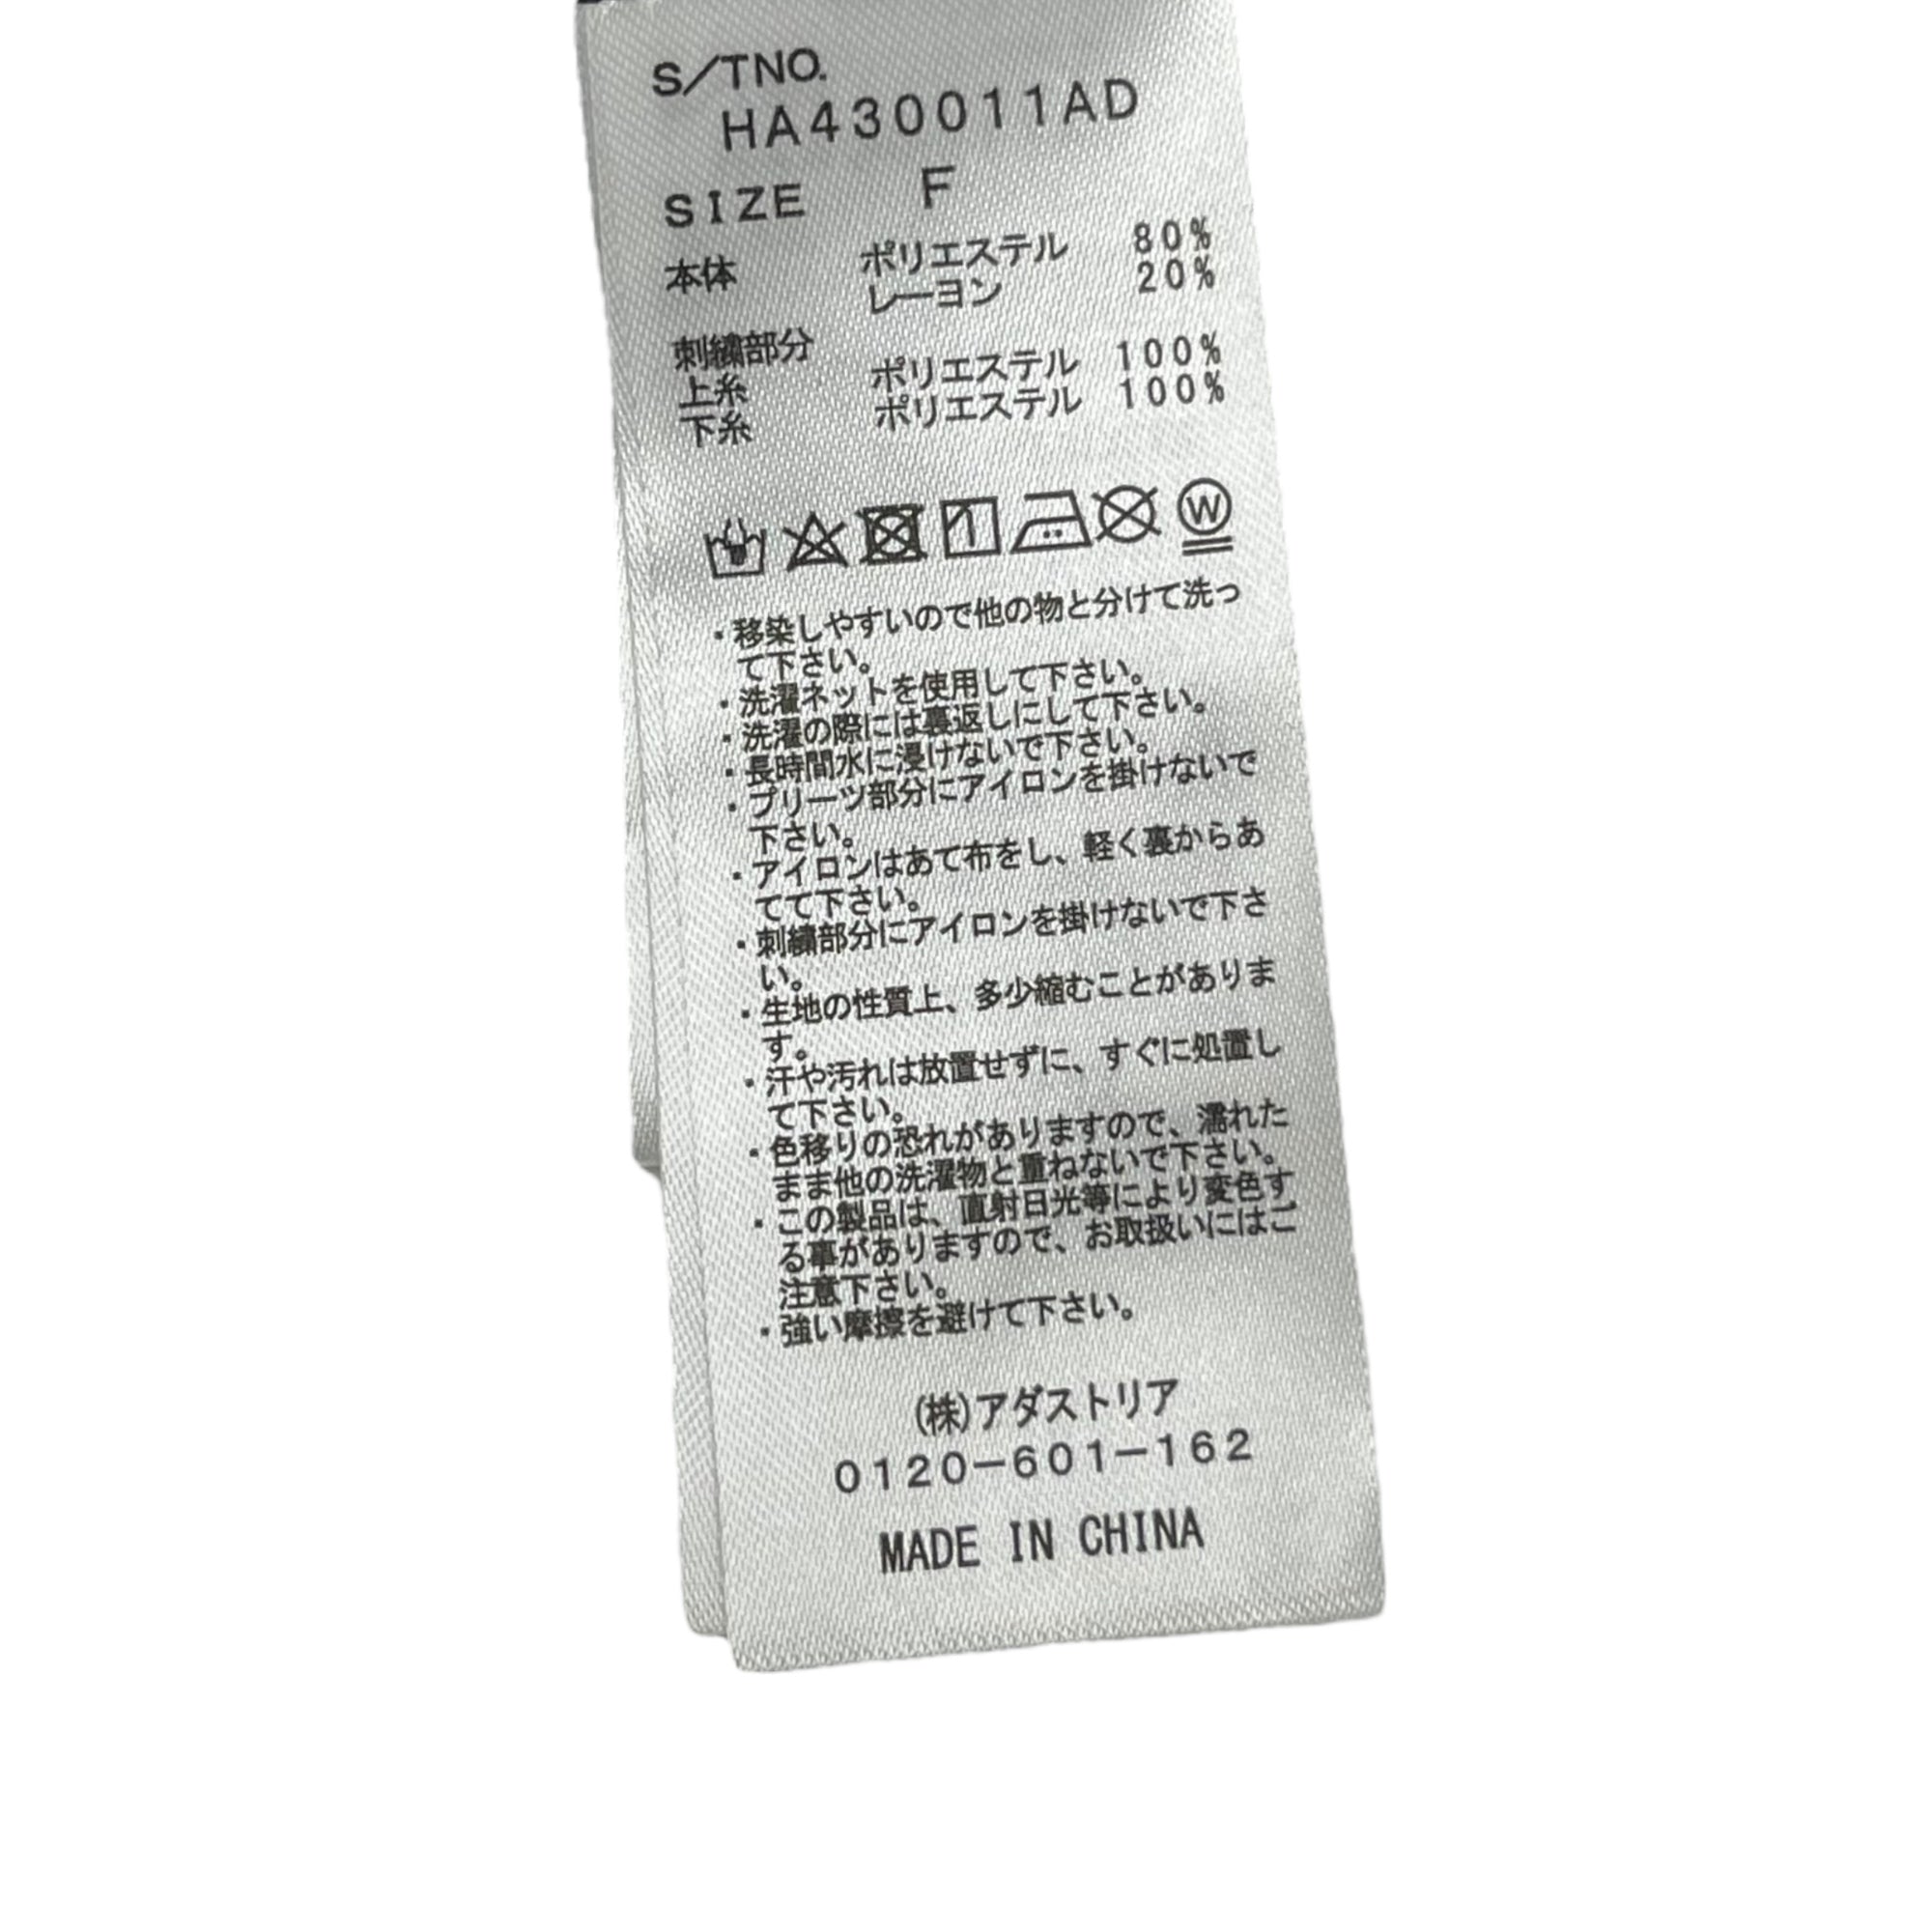 S/TNO.
HA430011AD
SIZE F
本体 ポリエステル 80%
レーヨン 20%
刺繍部分
上糸 ポリエステル 100%
下糸 ポリエステル 100%
W
・移染しやすいので他の物と分けて洗っ
て下さい。
・洗濯ネットを使用して下さい。
・洗濯の際には裏返しにして下さい。
・長時間水に浸けないで下さい。
・プリーツ部分にアイロンを掛けないで
下さい。
・アイロンはあて布をし、軽く裏からあ
てて下さい。
・刺繍部分にアイロンを掛けないで下さ
い。
・生地の性質上、多少縮むことがありま
す。
・汗や汚れは放置せずに、すぐに処置し
て下さい。
・色移りの恐れがありますので、濡れた
まま他の洗濯物と重ねないで下さい。
・この製品は、直射日光等により変色す
る事がありますので、お取扱いにはご
注意下さい。
・強い摩擦を避けて下さい。
(株)アダストリア
0120-601-162
MADE IN CHINA